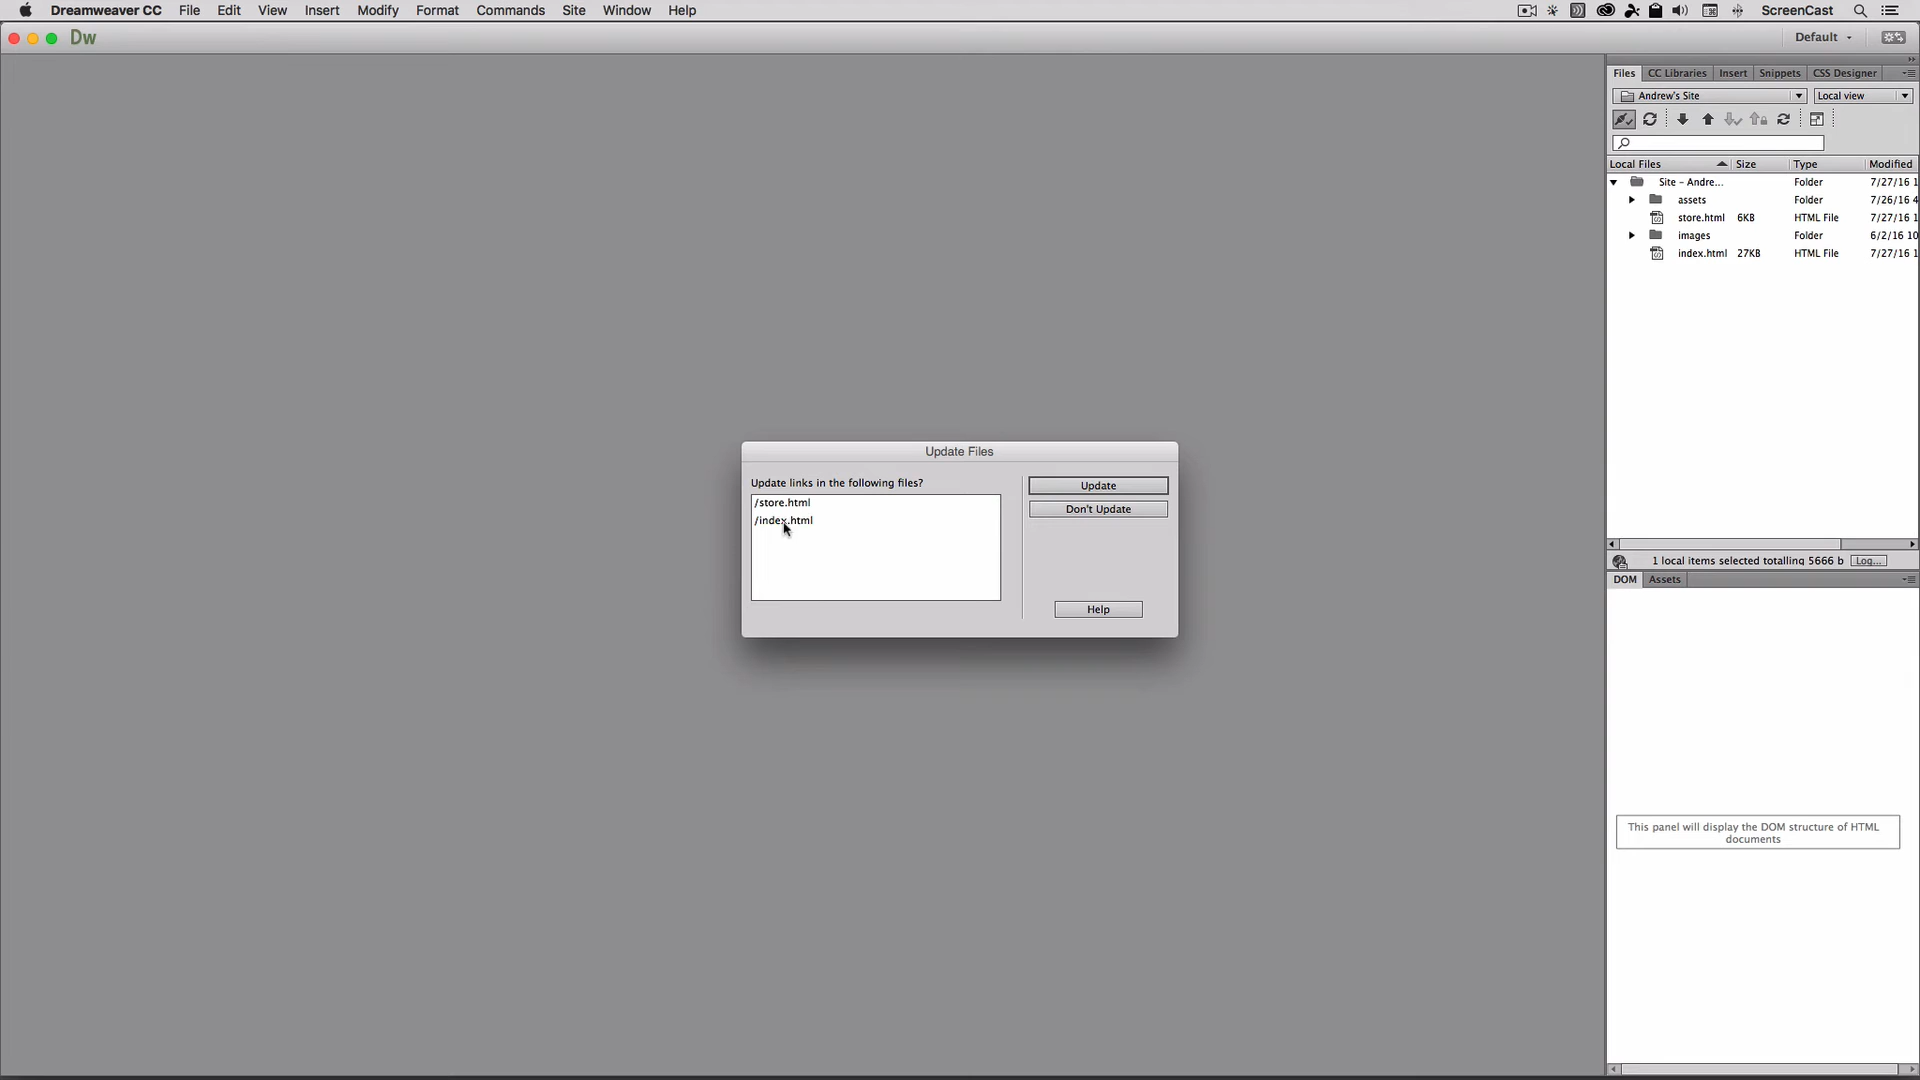 Dreamweaver CC File Edit View Insert Modify Format Commands Site Window Help ScreenCast
Dw Default
Files CC Libraries Insert Snippets CSS Designer
Andrew's Site Local view
Local Files Size Type Modified
Site - Andre... Folder 7/27/16 1
assets Folder 7/26/16 4
store.html 6KB HTML File 7/27/16 1
images Folder 6/2/16 10
index.html 27KB HTML File 7/27/16 1
Update Files
Update links in the following files?
/store.html
/index.html
Update
Don't Update
Help
1 local items selected totalling 5666 b Log...
DOM Assets
This panel will display the DOM structure of HTML
documents